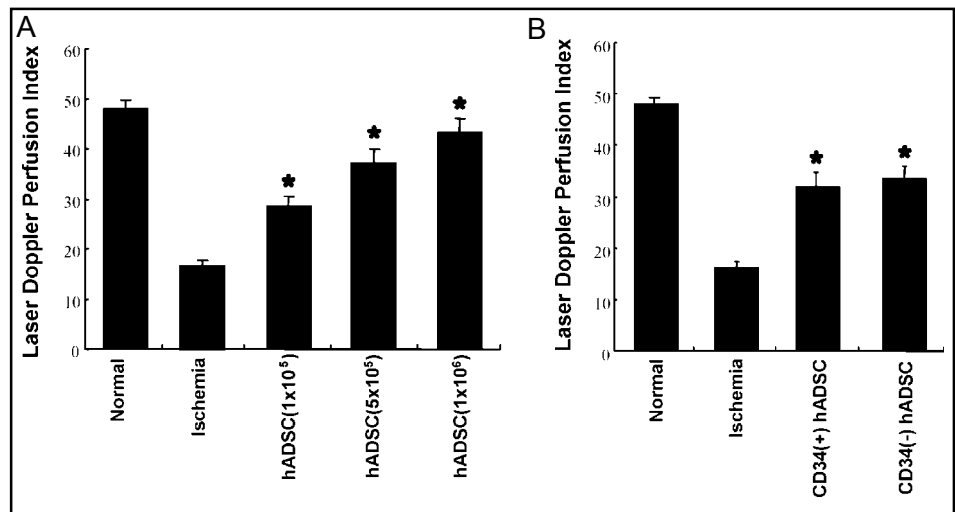 A
Laser Doppler Perfusion Index
60
50
40
30
20
10
0
*
*
*
Normal
Ischemia
hADSC(1x10⁵)
hADSC(5x10⁵)
hADSC(1x10⁶)
B
Laser Doppler Perfusion Index
60
50
40
30
20
10
0
*
*
Normal
Ischemia
CD34(+) hADSC
CD34(-) hADSC